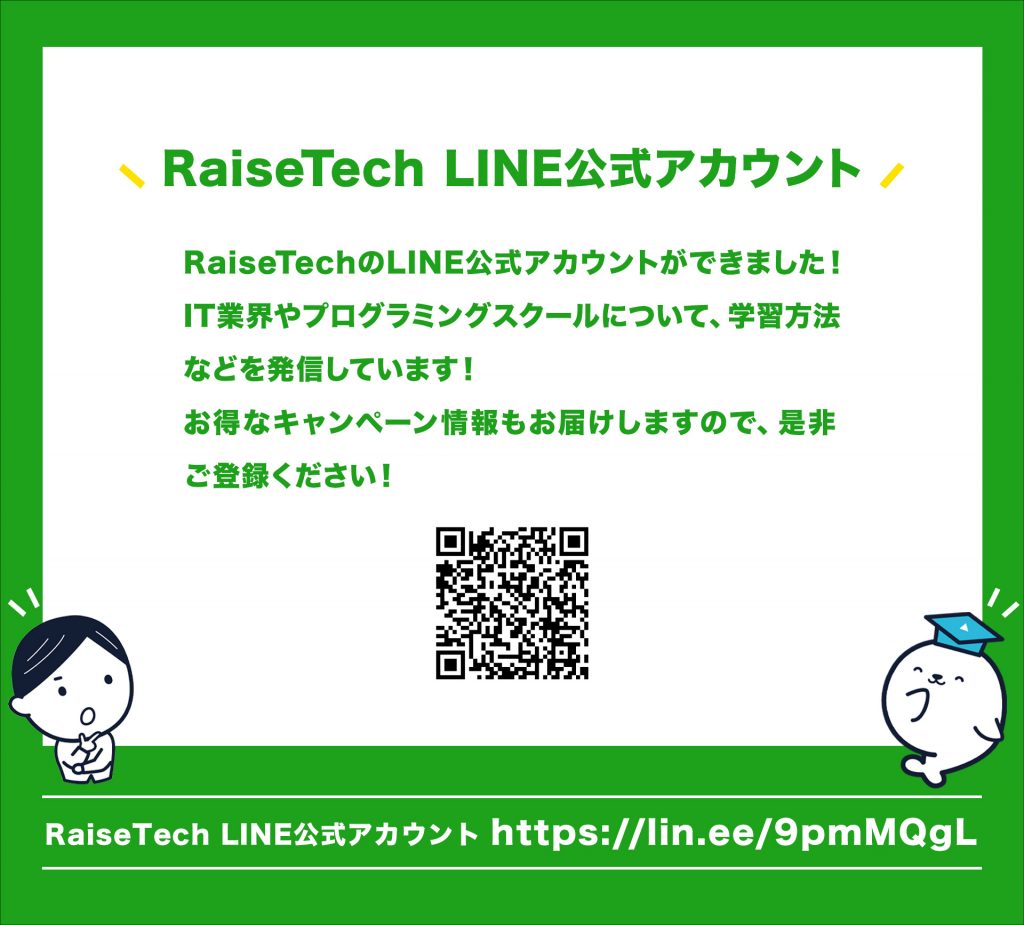 RaiseTech LINE公式アカウント
RaiseTechのLINE公式アカウントができました！
IT業界やプログラミングスクールについて、学習方法
などを発信しています！
お得なキャンペーン情報もお届けしますので、是非
ご登録ください！
RaiseTech LINE公式アカウント https://lin.ee/9pmMQgL